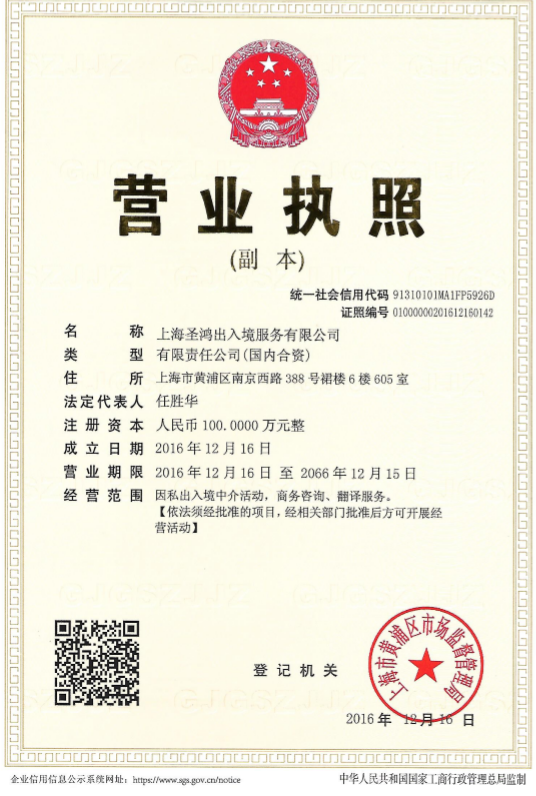 营业执照
(副 本)
统一社会信用代码 91310101MA1FP5926D
证照编号 01000000201612160142
名 称 上海圣鸿出入境服务有限公司
类 型 有限责任公司(国内合资)
住 所 上海市黄浦区南京西路 388 号裙楼 6 楼 605 室
法定代表人 任胜华
注册资本 人民币 100.0000 万元整
成立日期 2016 年 12 月 16 日
营业期限 2016 年 12 月 16 日 至 2066 年 12 月 15 日
经营范围 因私出入境中介活动，商务咨询、翻译服务。
【依法须经批准的项目，经相关部门批准后方可开展经
营活动】
登记机关
上海市黄浦区市场监督管理局
2016 年 12 月 16 日
企业信用信息公示系统网址：https://www.sgs.gov.cn/notice
中华人民共和国国家工商行政管理总局监制